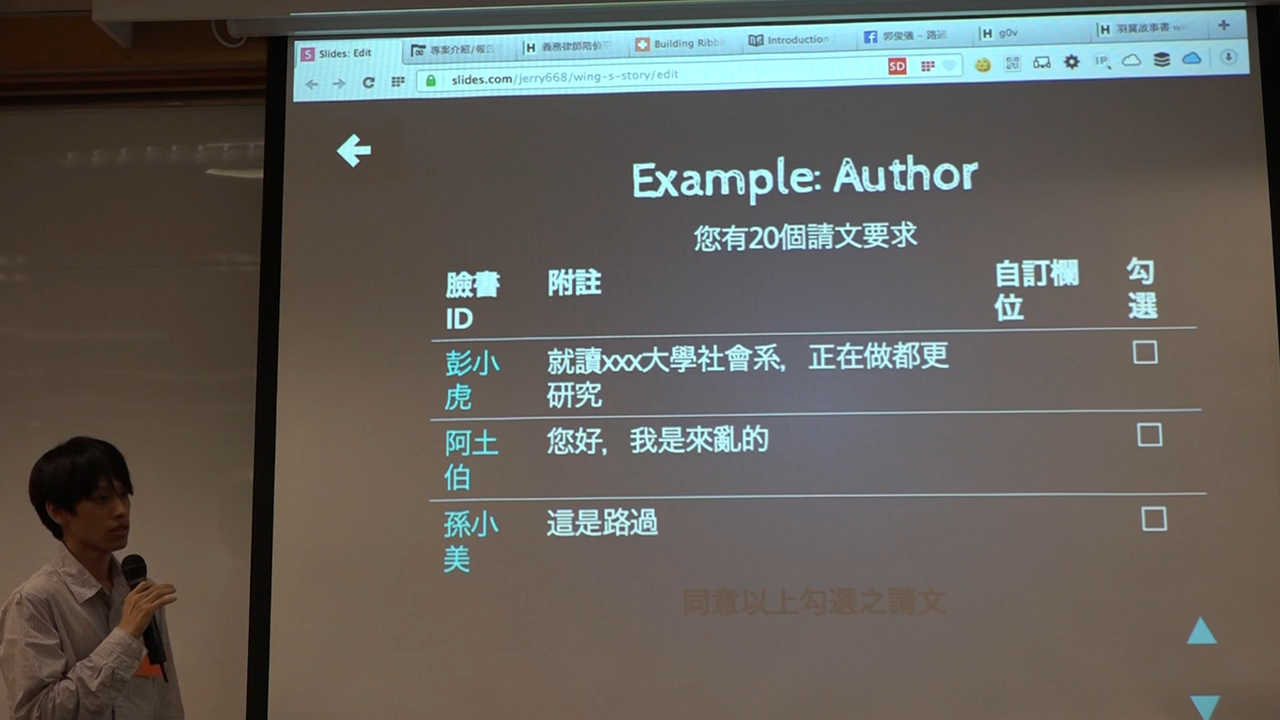 Slides: Edit
專案介紹/報告
義務律師陪偵
Building Ribb
Introduction
郭俊儀 – 路過
g0v
羽翼故事書
slides.com/jerry668/wing-s-story/edit
SD
IP
Example: Author
您有20個請文要求
臉書ID 附註 自訂欄位 勾選
彭小虎 就讀xxx大學社會系, 正在做都更研究
阿土伯 您好, 我是來亂的
孫小美 這是路過
同意以上勾選之請文